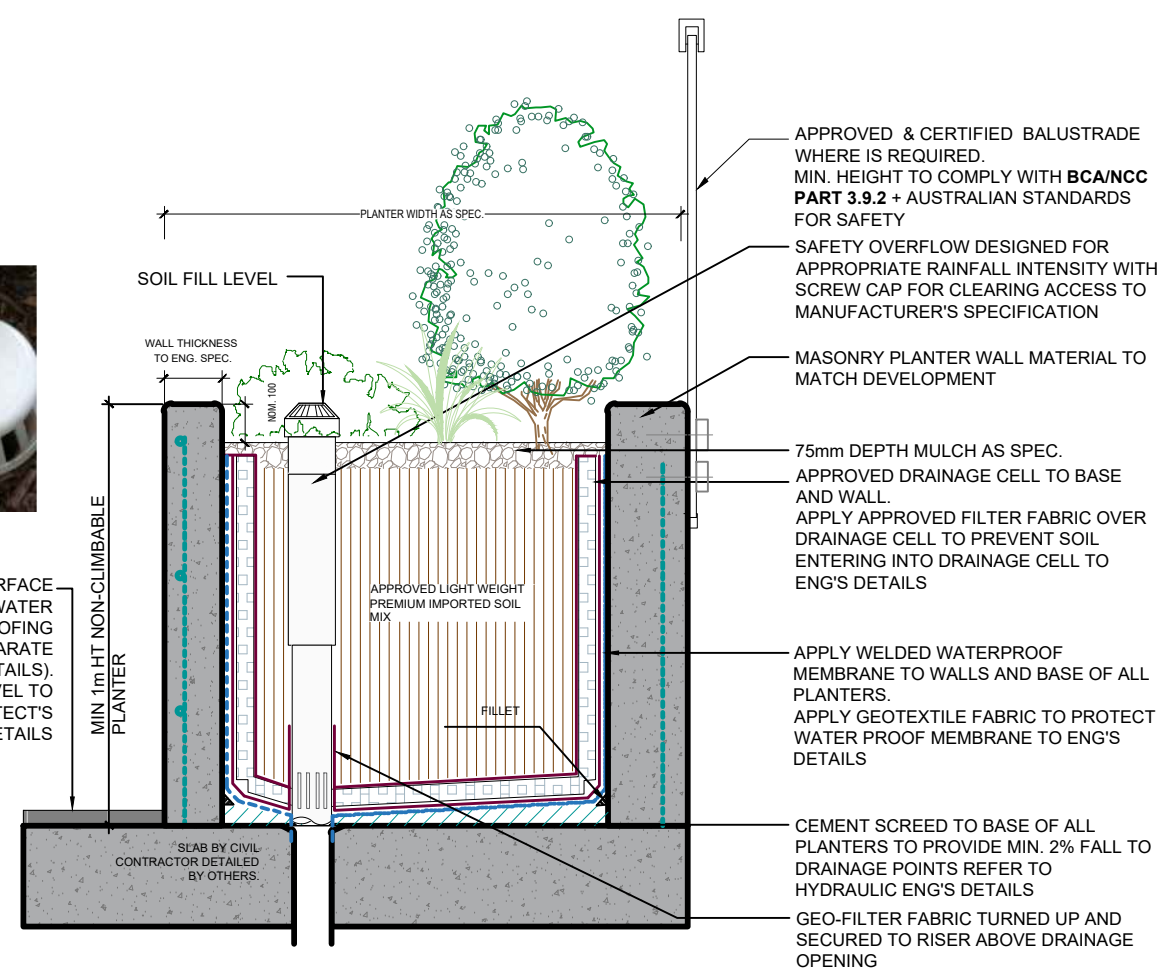 APPROVED & CERTIFIED BALUSTRADE
WHERE IS REQUIRED.
MIN. HEIGHT TO COMPLY WITH BCA/NCC
PART 3.9.2 + AUSTRALIAN STANDARDS
FOR SAFETY
PLANTER WIDTH AS SPEC.
SAFETY OVERFLOW DESIGNED FOR
APPROPRIATE RAINFALL INTENSITY WITH
SCREW CAP FOR CLEARING ACCESS TO
MANUFACTURER'S SPECIFICATION
SOIL FILL LEVEL
WALL THICKNESS
TO ENG. SPEC.
MASONRY PLANTER WALL MATERIAL TO
MATCH DEVELOPMENT
NOM. 100
75mm DEPTH MULCH AS SPEC.
APPROVED DRAINAGE CELL TO BASE
AND WALL.
APPLY APPROVED FILTER FABRIC OVER
DRAINAGE CELL TO PREVENT SOIL
ENTERING INTO DRAINAGE CELL TO
ENG'S DETAILS
MIN 1m HT NON-CLIMBABLE
PLANTER
RFACE
WATER
OFING
ARATE
TAILS).
VEL TO
TECT'S
ETAILS
APPROVED LIGHT WEIGHT
PREMIUM IMPORTED SOIL
MIX
APPLY WELDED WATERPROOF
MEMBRANE TO WALLS AND BASE OF ALL
PLANTERS.
APPLY GEOTEXTILE FABRIC TO PROTECT
WATER PROOF MEMBRANE TO ENG'S
DETAILS
FILLET
CEMENT SCREED TO BASE OF ALL
PLANTERS TO PROVIDE MIN. 2% FALL TO
DRAINAGE POINTS REFER TO
HYDRAULIC ENG'S DETAILS
SLAB BY CIVIL
CONTRACTOR DETAILED
BY OTHERS.
GEO-FILTER FABRIC TURNED UP AND
SECURED TO RISER ABOVE DRAINAGE
OPENING